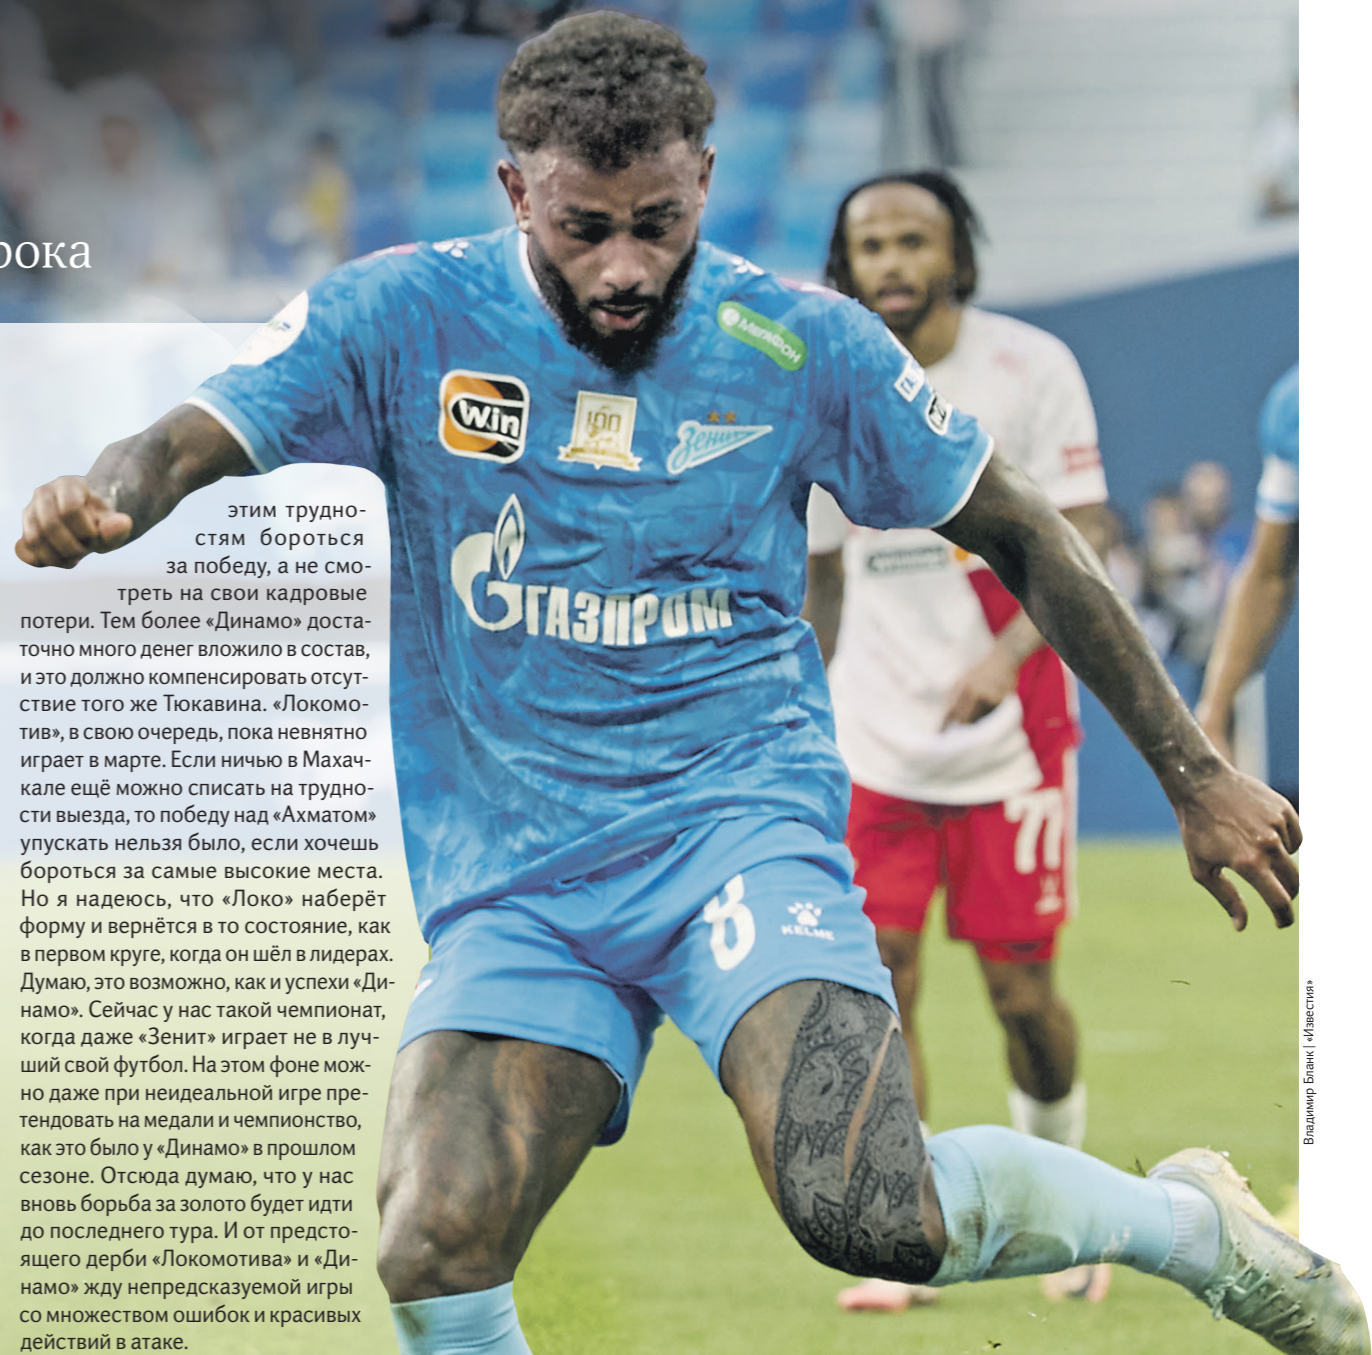 рока
этим трудно-
стям бороться
за победу, а не смо-
треть на свои кадровые
потери. Тем более «Динамо» доста-
точно много денег вложило в состав,
и это должно компенсировать отсут-
ствие того же Тюкавина. «Локомо-
тив», в свою очередь, пока невнятно
играет в марте. Если ничью в Махач-
кале ещё можно списать на трудно-
сти выезда, то победу над «Ахматом»
упускать нельзя было, если хочешь
бороться за самые высокие места.
Но я надеюсь, что «Локо» наберёт
форму и вернётся в то состояние, как
в первом круге, когда он шёл в лидерах.
Думаю, это возможно, как и успехи «Ди-
намо». Сейчас у нас такой чемпионат,
когда даже «Зенит» играет не в луч-
ший свой футбол. На этом фоне мож-
но даже при неидеальной игре пре-
тендовать на медали и чемпионство,
как это было у «Динамо» в прошлом
сезоне. Отсюда думаю, что у нас
вновь борьба за золото будет идти
до последнего тура. И от предсто-
ящего дерби «Локомотива» и «Ди-
намо» жду непредсказуемой игры
со множеством ошибок и красивых
действий в атаке.
МегаФон
Win
100
Зенит
ГАЗПРОМ
8
KELME
77
Владимир Бланк | «Известия»